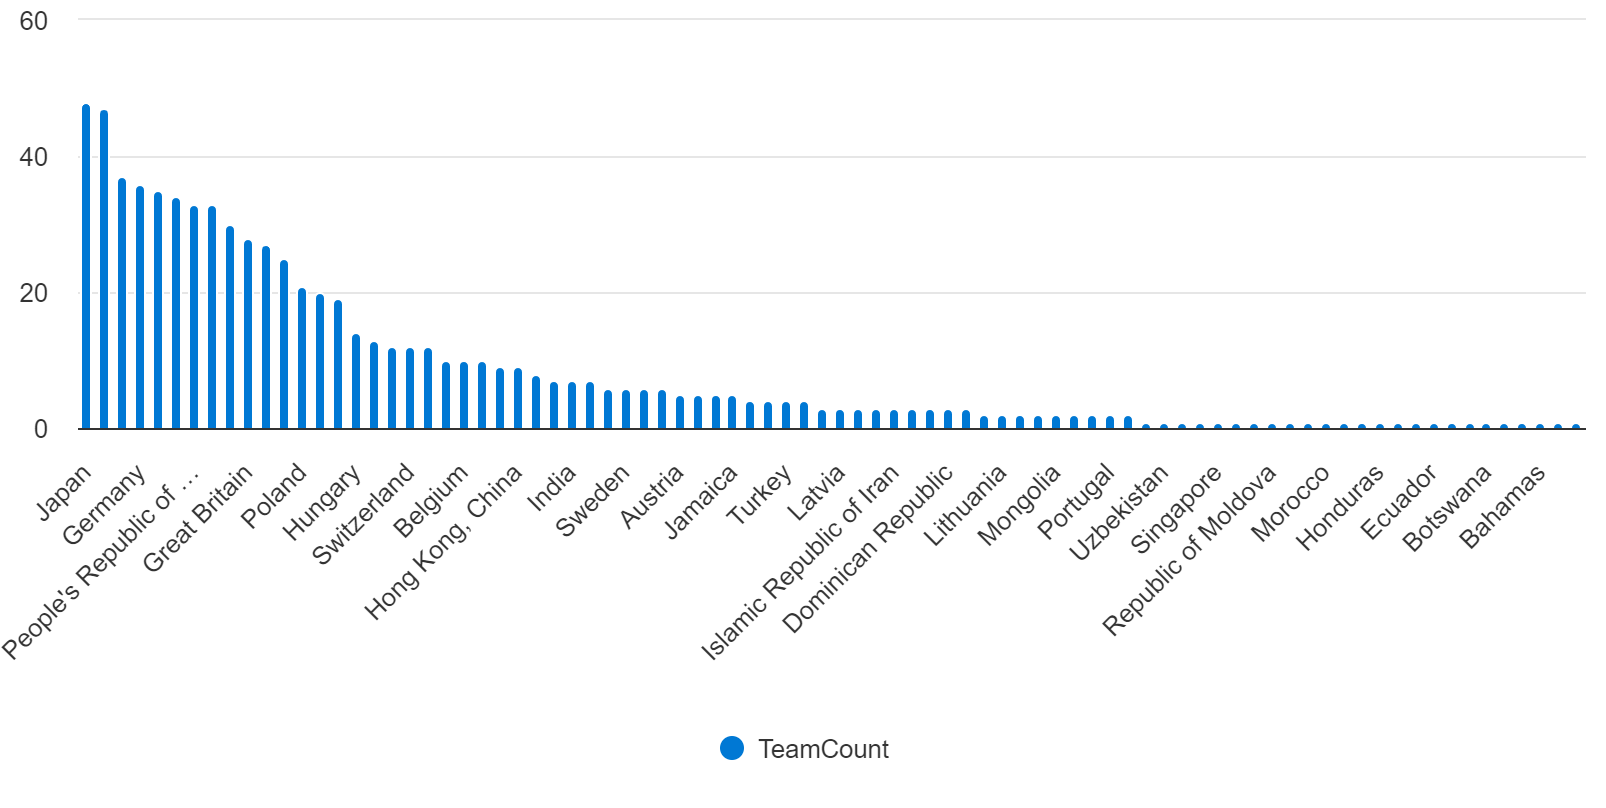 60
40
20
0
Japan
Germany
People's Republic of ...
Great Britain
Poland
Hungary
Switzerland
Belgium
Hong Kong, China
India
Sweden
Austria
Jamaica
Turkey
Latvia
Islamic Republic of Iran
Dominican Republic
Lithuania
Mongolia
Portugal
Uzbekistan
Singapore
Republic of Moldova
Morocco
Honduras
Ecuador
Botswana
Bahamas
TeamCount